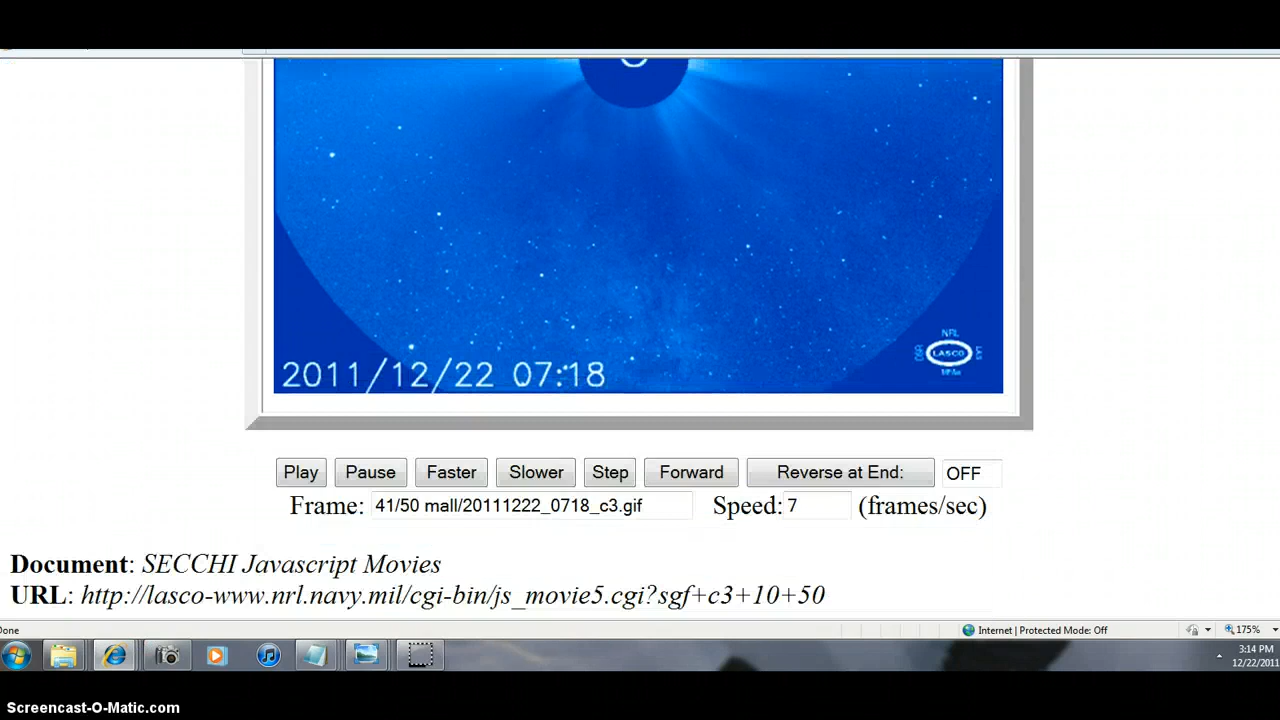 NRL
LASCO
2011/12/22 07:18
Play Pause Faster Slower Step Forward Reverse at End: OFF
Frame: 41/50 mall/20111222_0718_c3.gif Speed: 7 (frames/sec)
Document: SECCHI Javascript Movies
URL: http://lasco-www.nrl.navy.mil/cgi-bin/js_movie5.cgi?sgf+c3+10+50
Done Internet | Protected Mode: Off 175%
3:14 PM
12/22/2011
Screencast-O-Matic.com